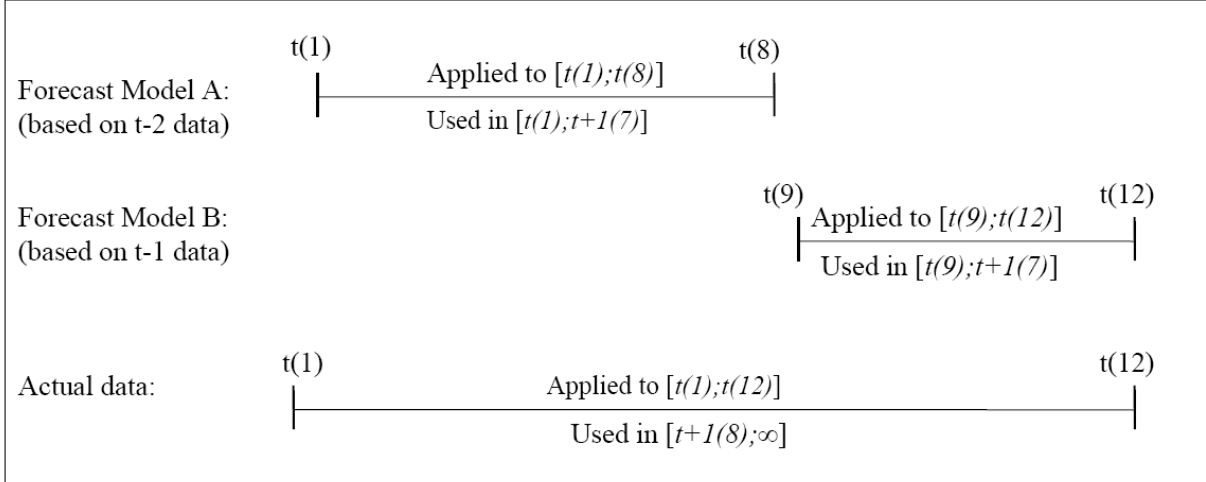 t(1)
t(8)
Forecast Model A:
(based on t-2 data)
Applied to [t(1);t(8)]
Used in [t(1);t+1(7)]
t(9)
t(12)
Forecast Model B:
(based on t-1 data)
Applied to [t(9);t(12)]
Used in [t(9);t+1(7)]
t(1)
t(12)
Actual data:
Applied to [t(1);t(12)]
Used in [t+1(8);∞]